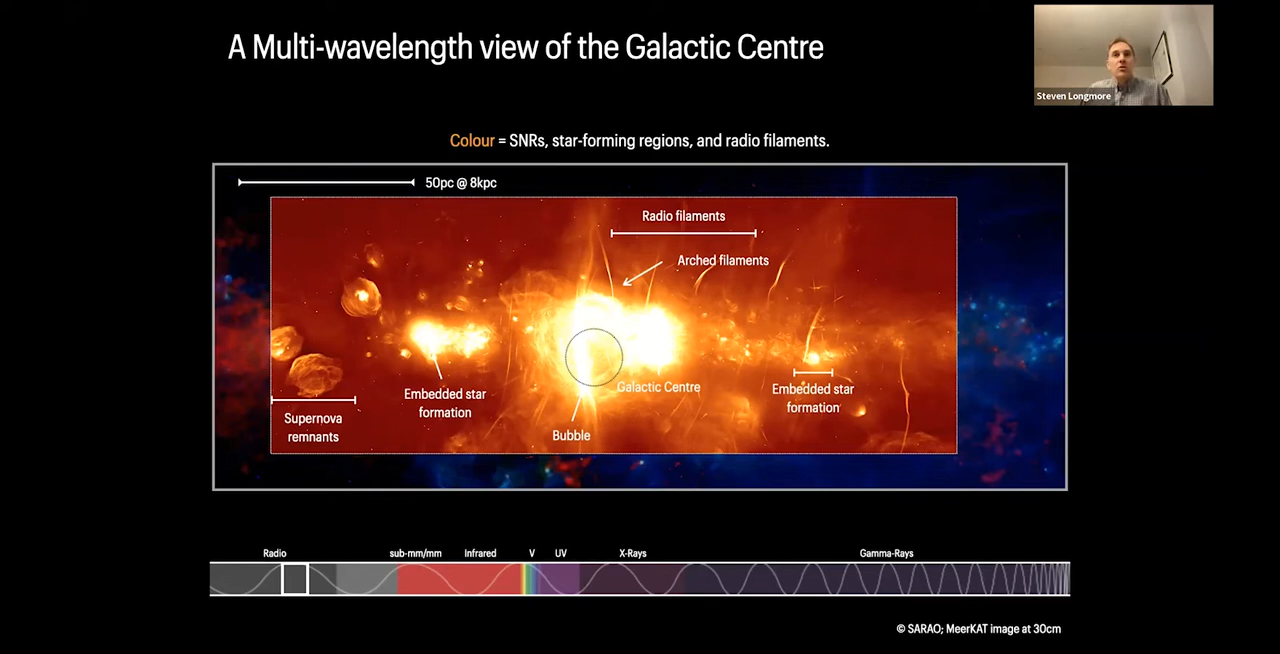 A Multi-wavelength view of the Galactic Centre
Steven Longmore
Colour = SNRs, star-forming regions, and radio filaments.
50pc @ 8kpc
Radio filaments
Arched filaments
Embedded star
formation
Galactic Centre
Embedded star
formation
Supernova
remnants
Bubble
Radio
sub-mm/mm
Infrared
V
UV
X-Rays
Gamma-Rays
© SARAO; MeerKAT image at 30cm